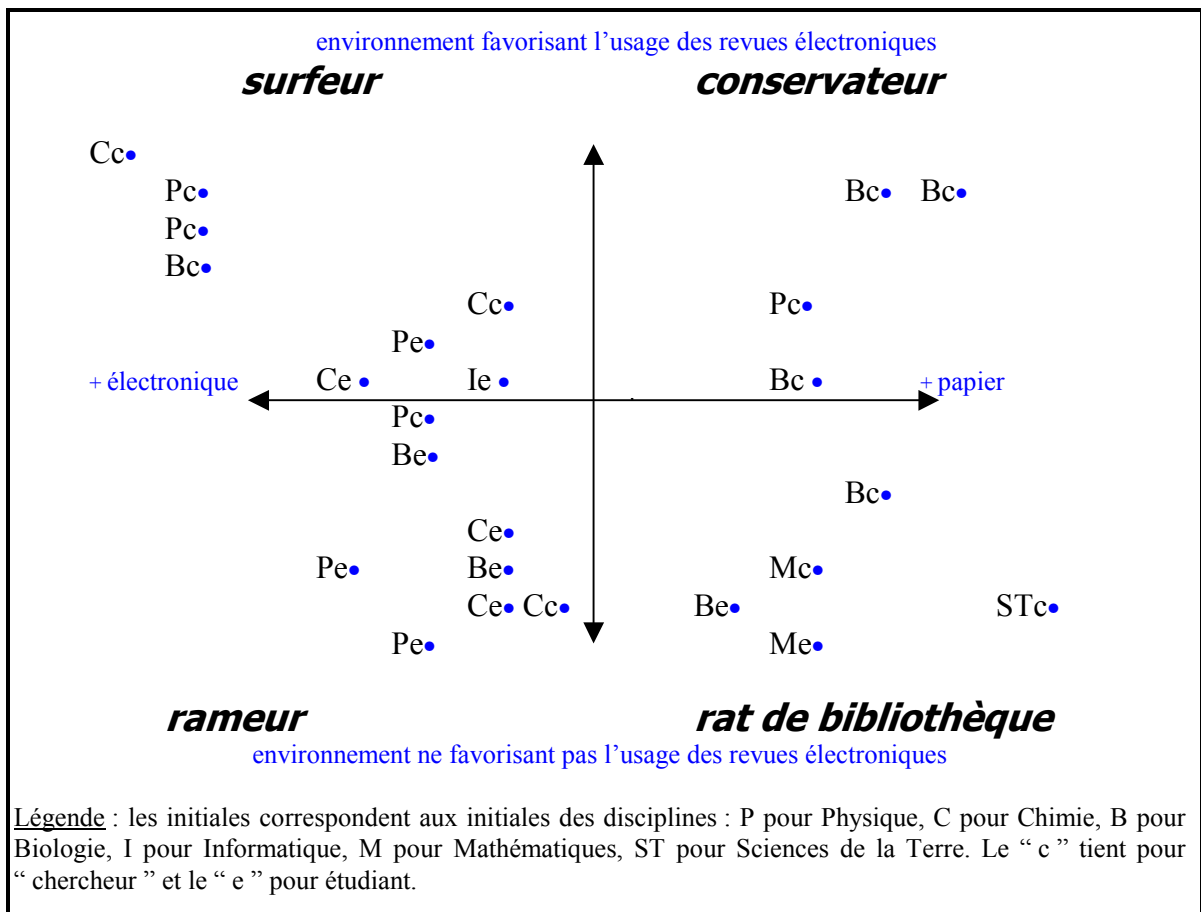 environnement favorisant l’usage des revues électroniques
surfeur conservateur
Cc
Pc Bc Bc
Pc
Bc
Cc Pc
Pe
+ électronique Ce Ie Bc + papier
Pc
Be
Bc
Ce
Pe Be Mc
Ce Cc Be STc
Pe Me
rameur rat de bibliothèque
environnement ne favorisant pas l’usage des revues électroniques
Légende : les initiales correspondent aux initiales des disciplines : P pour Physique, C pour Chimie, B pour
Biologie, I pour Informatique, M pour Mathématiques, ST pour Sciences de la Terre. Le “ c ” tient pour
“ chercheur ” et le “ e ” pour étudiant.